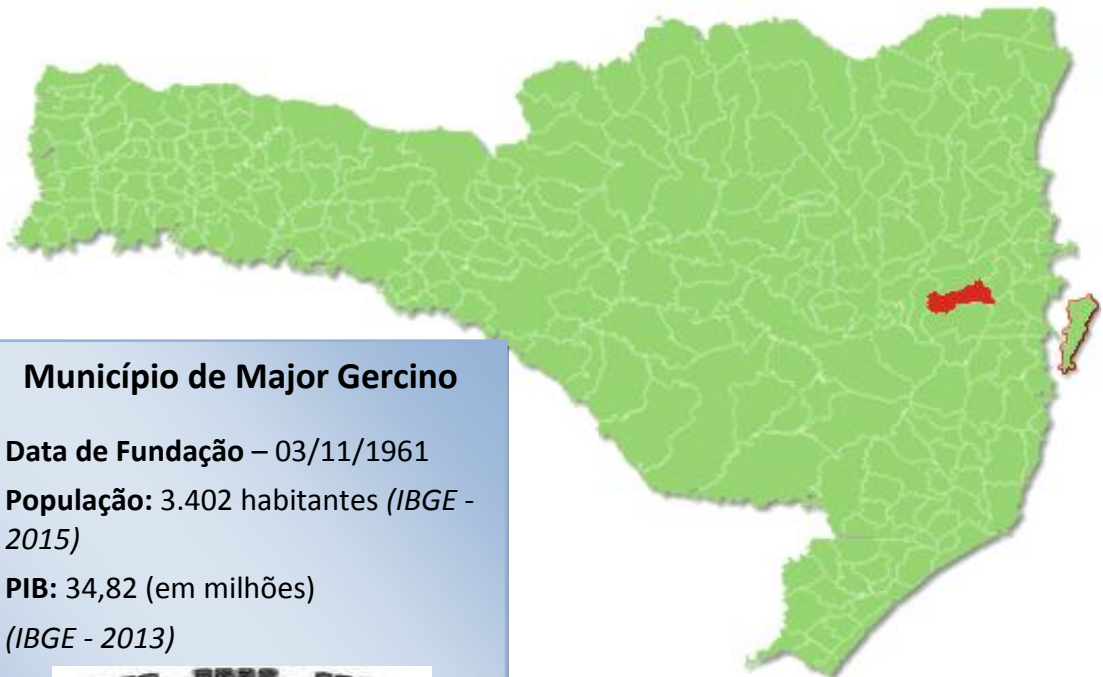 Município de Major Gercino
Data de Fundação – 03/11/1961
População: 3.402 habitantes (IBGE -
2015)
PIB: 34,82 (em milhões)
(IBGE - 2013)